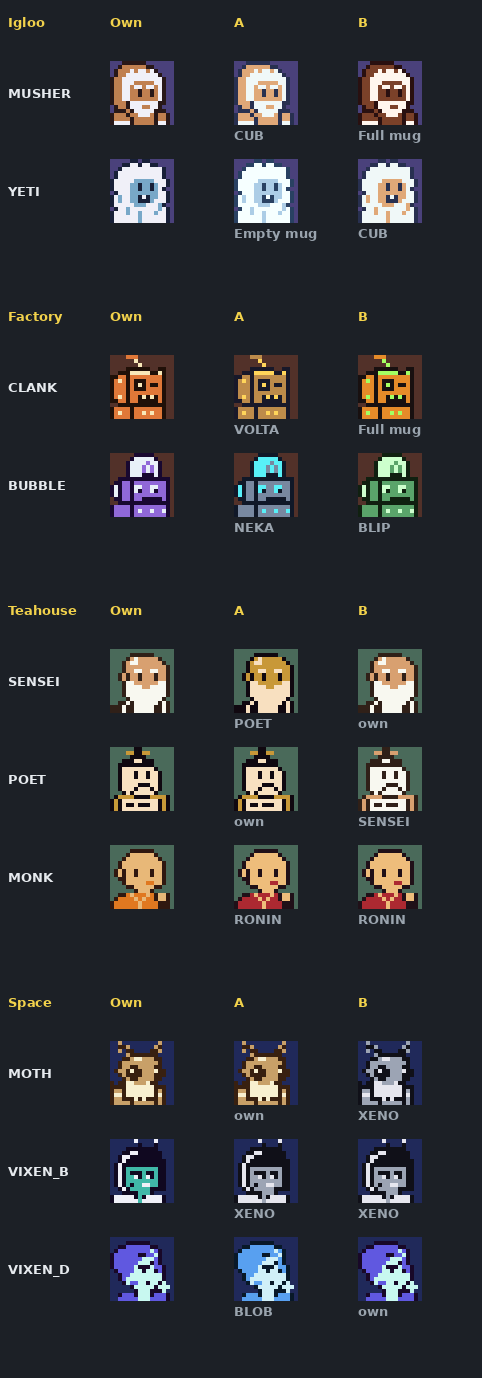 Igloo Own A B
MUSHER
CUB Full mug
YETI
Empty mug CUB
Factory Own A B
CLANK
VOLTA Full mug
BUBBLE
NEKA BLIP
Teahouse Own A B
SENSEI
POET own
POET
own SENSEI
MONK
RONIN RONIN
Space Own A B
MOTH
own XENO
VIXEN_B
XENO XENO
VIXEN_D
BLOB own